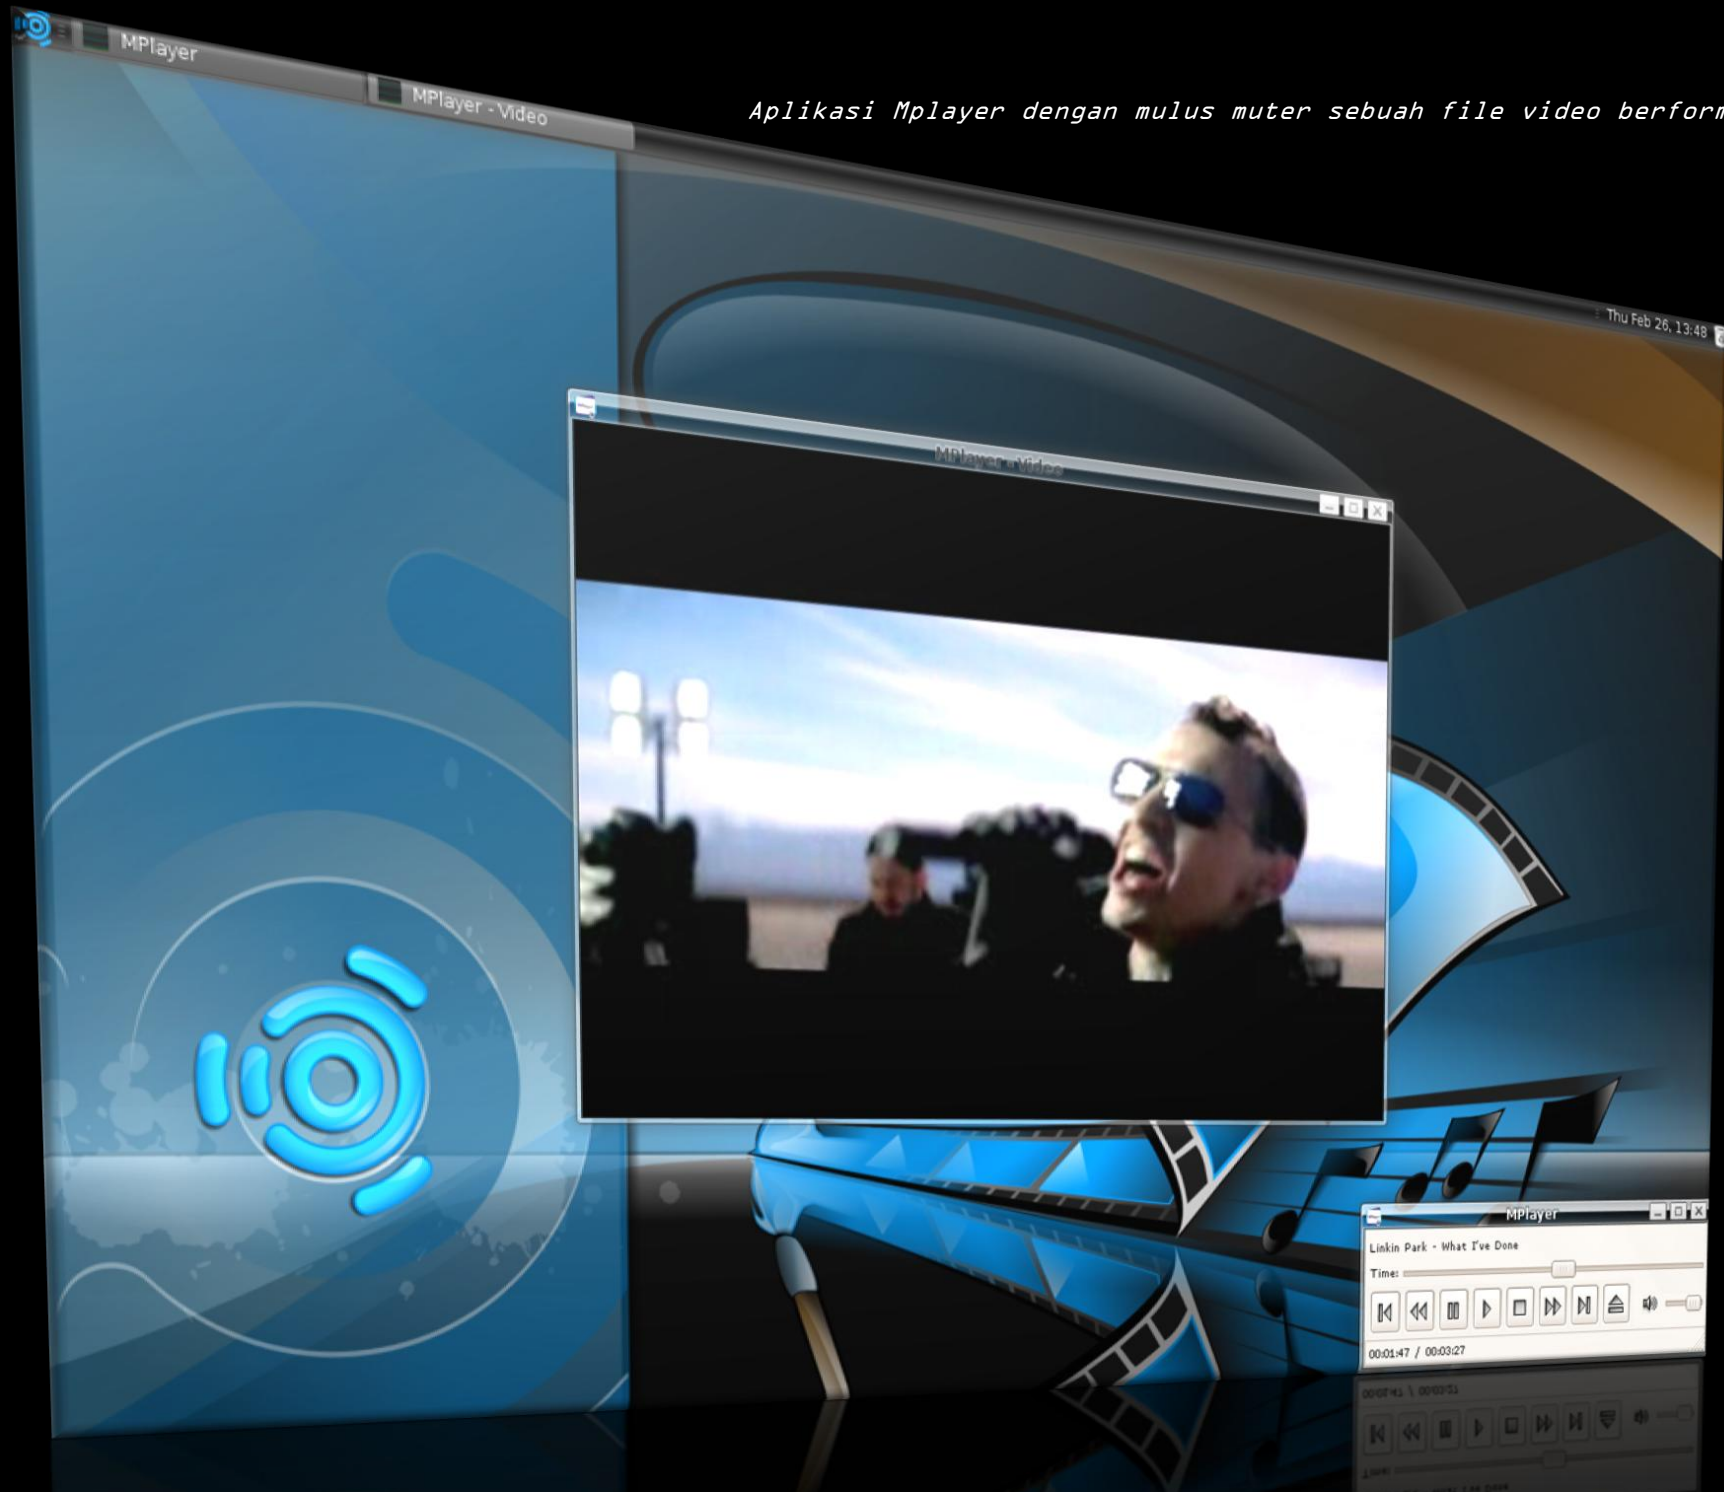 MPlayer
MPlayer - Video
Aplikasi Mplayer dengan mulus muter sebuah file video berform
Thu Feb 26, 13:48
MPlayer - Video
MPlayer
Linkin Park - What I've Done
Time:
00:01:47 / 00:03:27